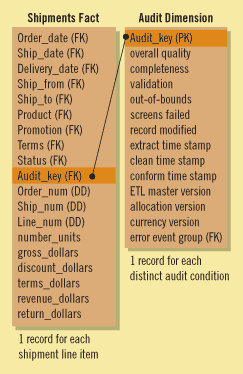 Shipments Fact
Order_date (FK)
Ship_date (FK)
Delivery_date (FK)
Ship_from (FK)
Ship_to (FK)
Product (FK)
Promotion (FK)
Terms (FK)
Status (FK)
Audit_key (FK)
Order_num (DD)
Ship_num (DD)
Line_num (DD)
number_units
gross_dollars
discount_dollars
terms_dollars
revenue_dollars
return_dollars
1 record for each
shipment line item
Audit Dimension
Audit_key (PK)
overall quality
completeness
validation
out-of-bounds
screens failed
record modified
extract time stamp
clean time stamp
conform time stamp
ETL master version
allocation version
currency version
error event group (FK)
1 record for each
distinct audit condition